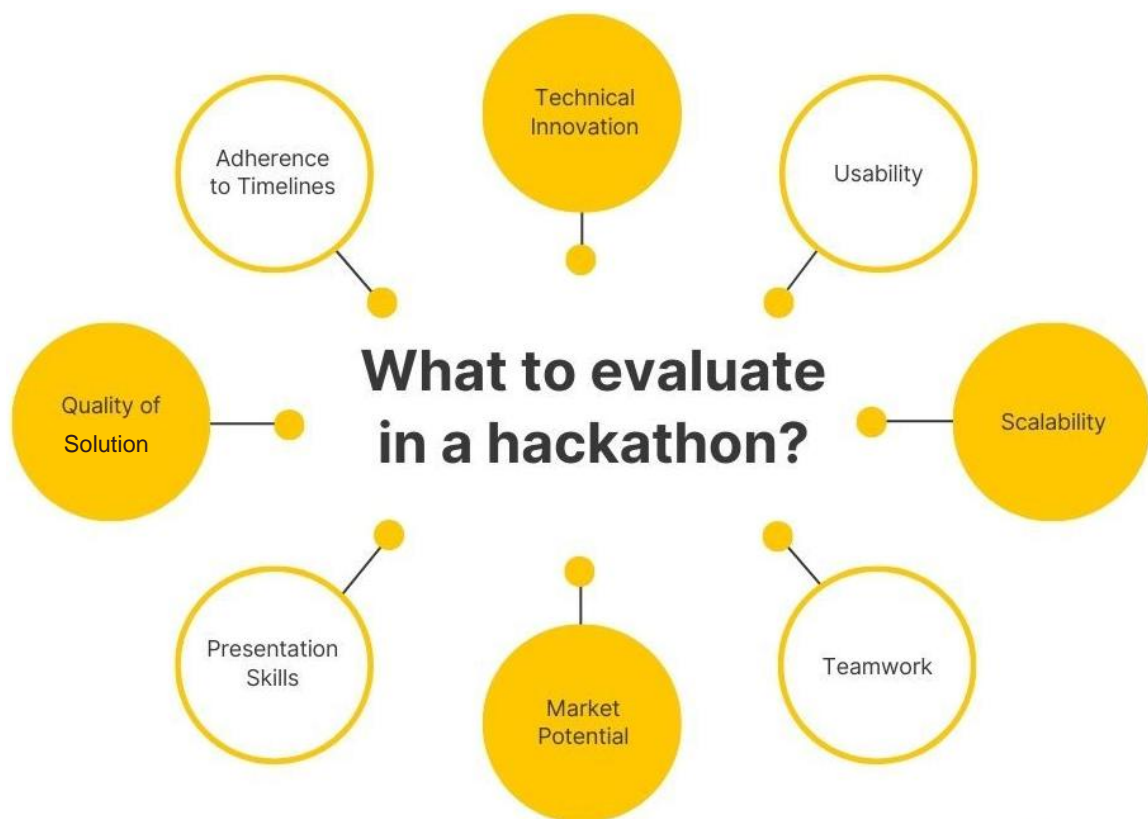 Technical
Innovation
Adherence
to Timelines
Usability
What to evaluate
in a hackathon?
Quality of
Solution
Scalability
Presentation
Skills
Market
Potential
Teamwork